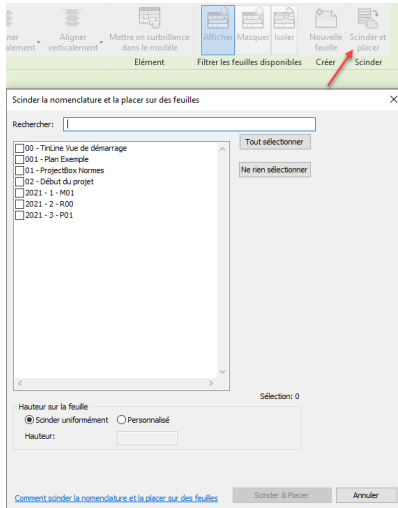 ner Aligner Mettre en surbrillance Afficher Masquer Isoler Nouvelle Scinder et
alement verticalement dans le modèle feuille placer
Elément Filtrer les feuilles disponibles Créer Scinder
Scinder la nomenclature et la placer sur des feuilles
Rechercher:
Tout sélectionner
00 - TinLine Vue de démarrage
001 - Plan Exemple
01 - ProjectBox Normes
Ne rien sélectionner
02 - Début du projet
2021 - 1 - M01
2021 - 2 - R00
2021 - 3 - P01
Sélection: 0
Hauteur sur la feuille
Scinder uniformément Personnalisé
Hauteur:
Comment scinder la nomenclature et la placer sur des feuilles Scinder & Placer Annuler